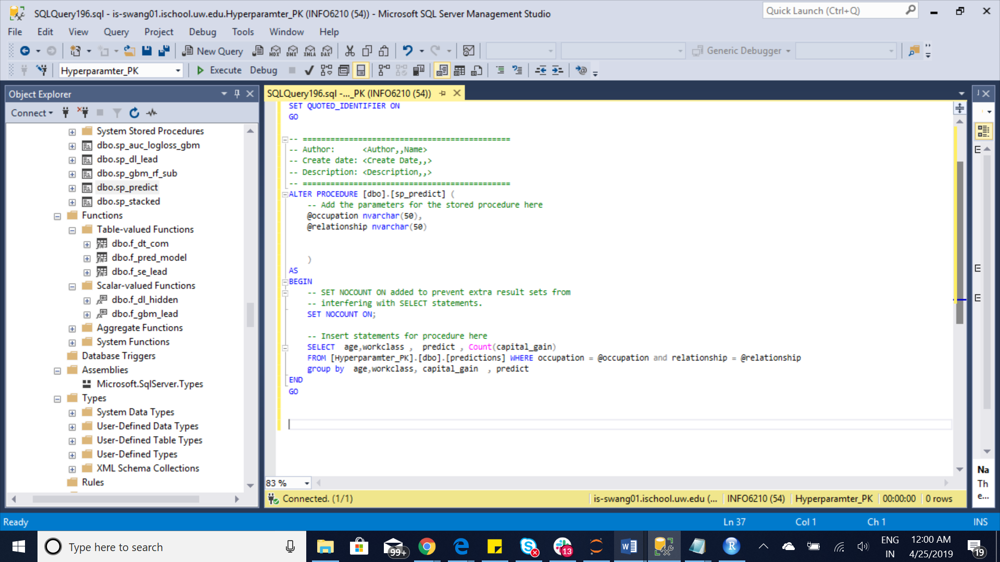 SQLQuery196.sql - is-swang01.ischool.uw.edu.Hyperparamter_PK (INFO6210 (54)) - Microsoft SQL Server Management Studio
Quick Launch (Ctrl+Q)
File Edit View Query Project Debug Tools Window Help
New Query MDX DMX XMLA DAX Generic Debugger
Hyperparamter_PK Execute Debug
Object Explorer
Connect
System Stored Procedures
dbo.sp_auc_logloss_gbm
dbo.sp_dl_lead
dbo.sp_gbm_rf_sub
dbo.sp_predict
dbo.sp_stacked
Functions
Table-valued Functions
dbo.f_dt_com
dbo.f_pred_model
dbo.f_se_lead
Scalar-valued Functions
dbo.f_dl_hidden
dbo.f_gbm_lead
Aggregate Functions
System Functions
Database Triggers
Assemblies
Microsoft.SqlServer.Types
Types
System Data Types
User-Defined Data Types
User-Defined Table Types
User-Defined Types
XML Schema Collections
Rules
SQLQuery196.sql -..._PK (INFO6210 (54))
SET QUOTED_IDENTIFIER ON
GO
-- =============================================
-- Author:      <Author,,Name>
-- Create date: <Create Date,,>
-- Description: <Description,,>
-- =============================================
ALTER PROCEDURE [dbo].[sp_predict] (
-- Add the parameters for the stored procedure here
@occupation nvarchar(50),
@relationship nvarchar(50)
)
AS
BEGIN
-- SET NOCOUNT ON added to prevent extra result sets from
-- interfering with SELECT statements.
SET NOCOUNT ON;
-- Insert statements for procedure here
SELECT  age,workclass ,  predict , Count(capital_gain)
FROM [Hyperparamter_PK].[dbo].[predictions] WHERE occupation = @occupation and relationship = @relationship
group by  age,workclass, capital_gain  , predict
END
GO
83 %
Connected. (1/1) is-swang01.ischool.uw.edu (... INFO6210 (54) Hyperparamter_PK 00:00:00 0 rows
Na
Th
e...
Ready Ln 37 Col 1 Ch 1 INS
Type here to search
99+
13
W
R
ENG
IN
12:00 AM
4/25/2019
19